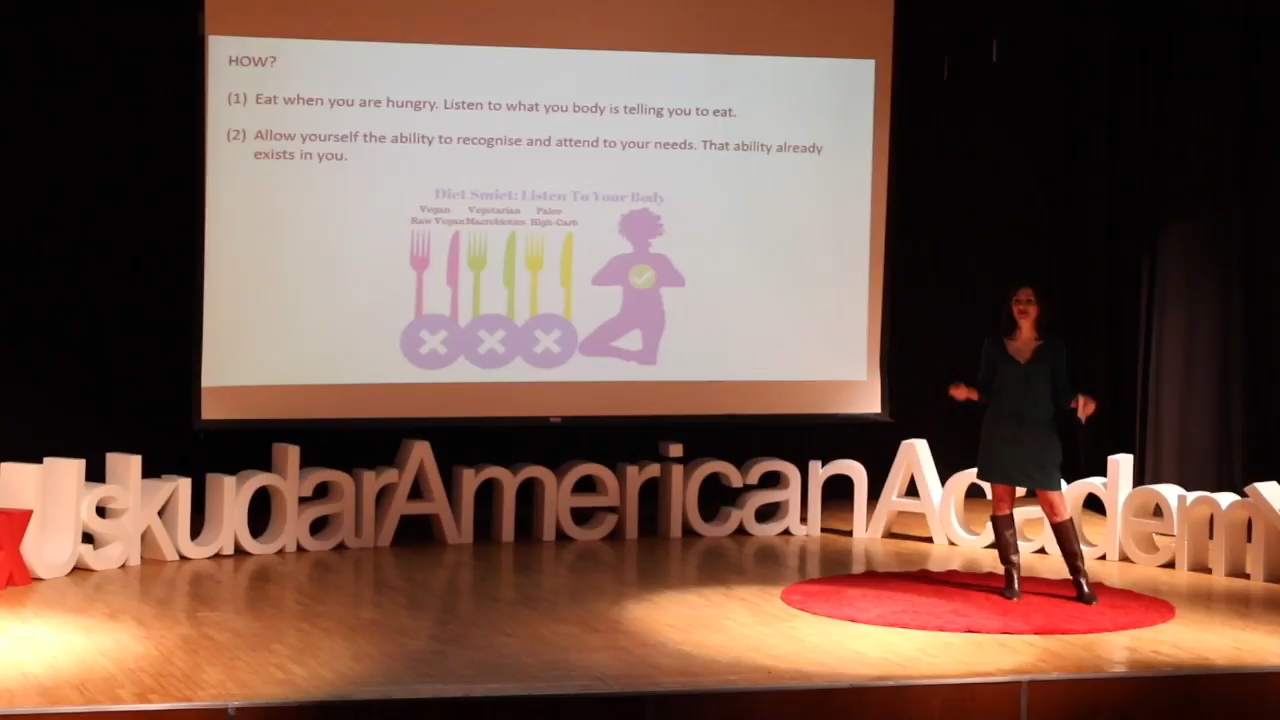 HOW?
(1) Eat when you are hungry. Listen to what you body is telling you to eat.
(2) Allow yourself the ability to recognise and attend to your needs. That ability already
exists in you.
Diet Smiet: Listen To Your Body
Vegan Vegetarian Paleo
Raw Vegan Macrobiotics High-Carb
x UskudarAmericanAcademy